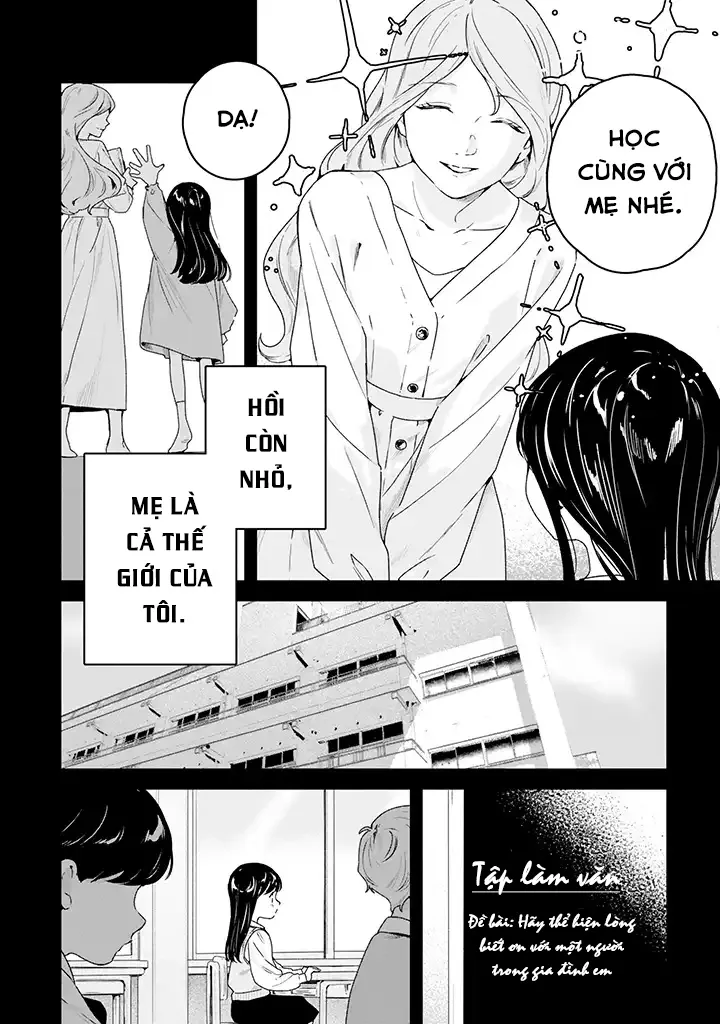 HỌC
CÙNG VỚI
MẸ NHÉ.
DẠ!
HỒI
CÒN
NHỎ,
MẸ LÀ
CẢ THẾ
GIỚI CỦA
TÔI.
Tập làm văn
Đề bài: Hãy thể hiện lòng
biết ơn với một người
trong gia đình em